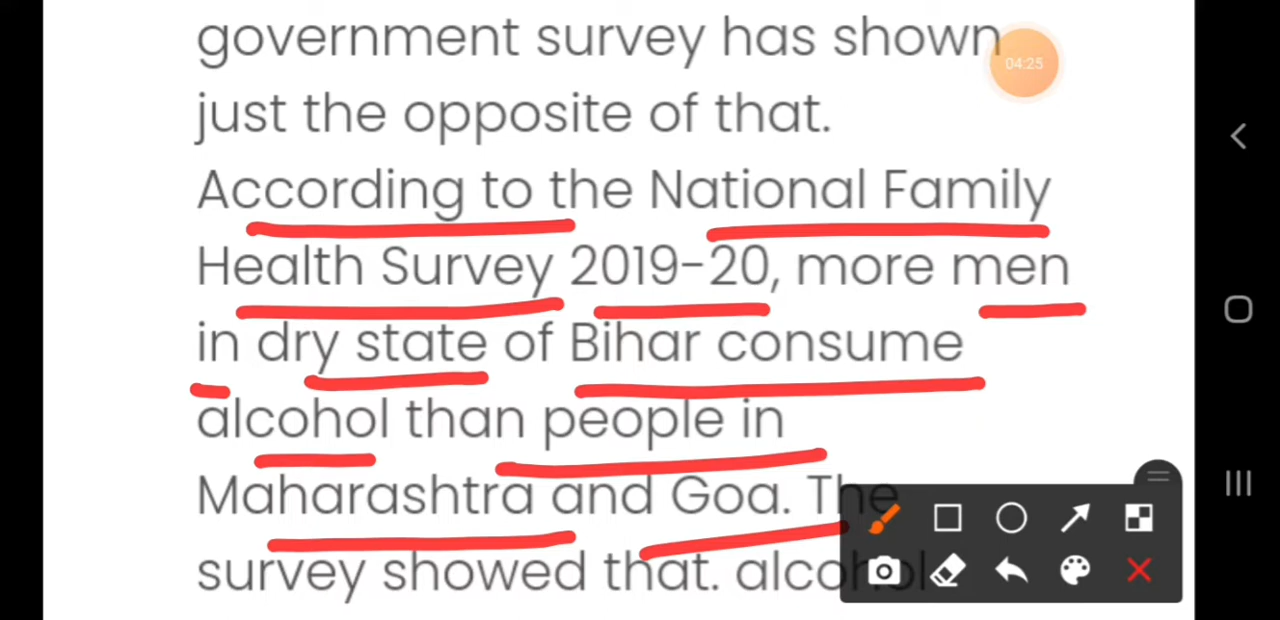 government survey has shown
04:25
just the opposite of that.
According to the National Family
Health Survey 2019-20, more men
in dry state of Bihar consume
alcohol than people in
Maharashtra and Goa. The
survey showed that. alcohol